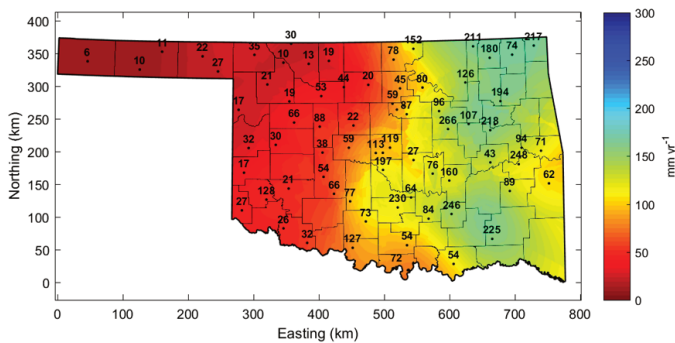 400
350
300
250
200
150
100
50
0
Northing (km)
0 100 200 300 400 500 600 700 800
Easting (km)
300
250
200
150
100
50
0
mm yr-1
30
11 22 35 152 211 217
6 10 27 10 13 19 78 180 74
21 44 20 45 80 126
19 53 59 194
17 66 87 96
88 22 266 107 218
32 30 38 59 113 119 94 71
27 43 248
17 54 197 76 160 62
21 66 64 89
27 128 77 230 246
26 73 84 225
32 127 54
72 54